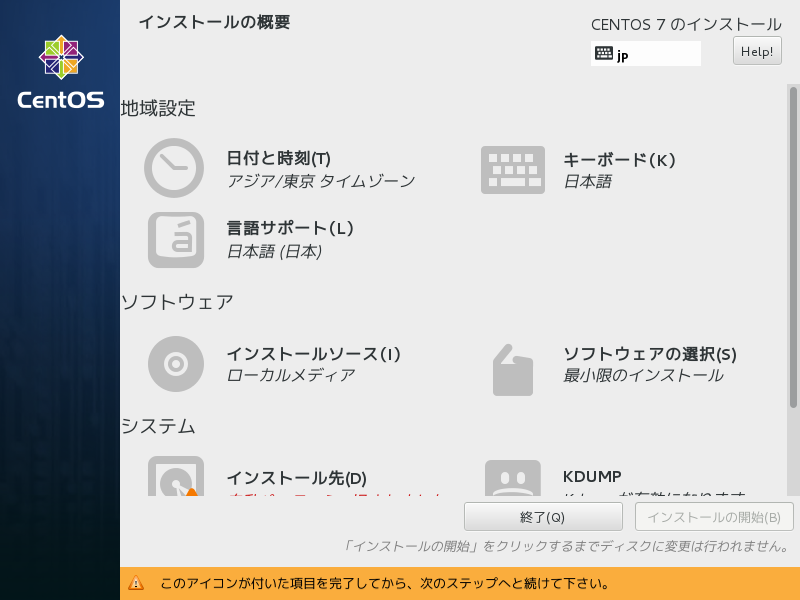 インストールの概要
CENTOS 7 のインストール
jp
Help!
CentOS
地域設定
日付と時刻(T)
アジア/東京 タイムゾーン
キーボード(K)
日本語
言語サポート(L)
日本語 (日本)
ソフトウェア
インストールソース(I)
ローカルメディア
ソフトウェアの選択(S)
最小限のインストール
システム
インストール先(D)
KDUMP
終了(Q)
インストールの開始(B)
「インストールの開始」をクリックするまでディスクに変更は行われません。
このアイコンが付いた項目を完了してから、次のステップへと続けて下さい。